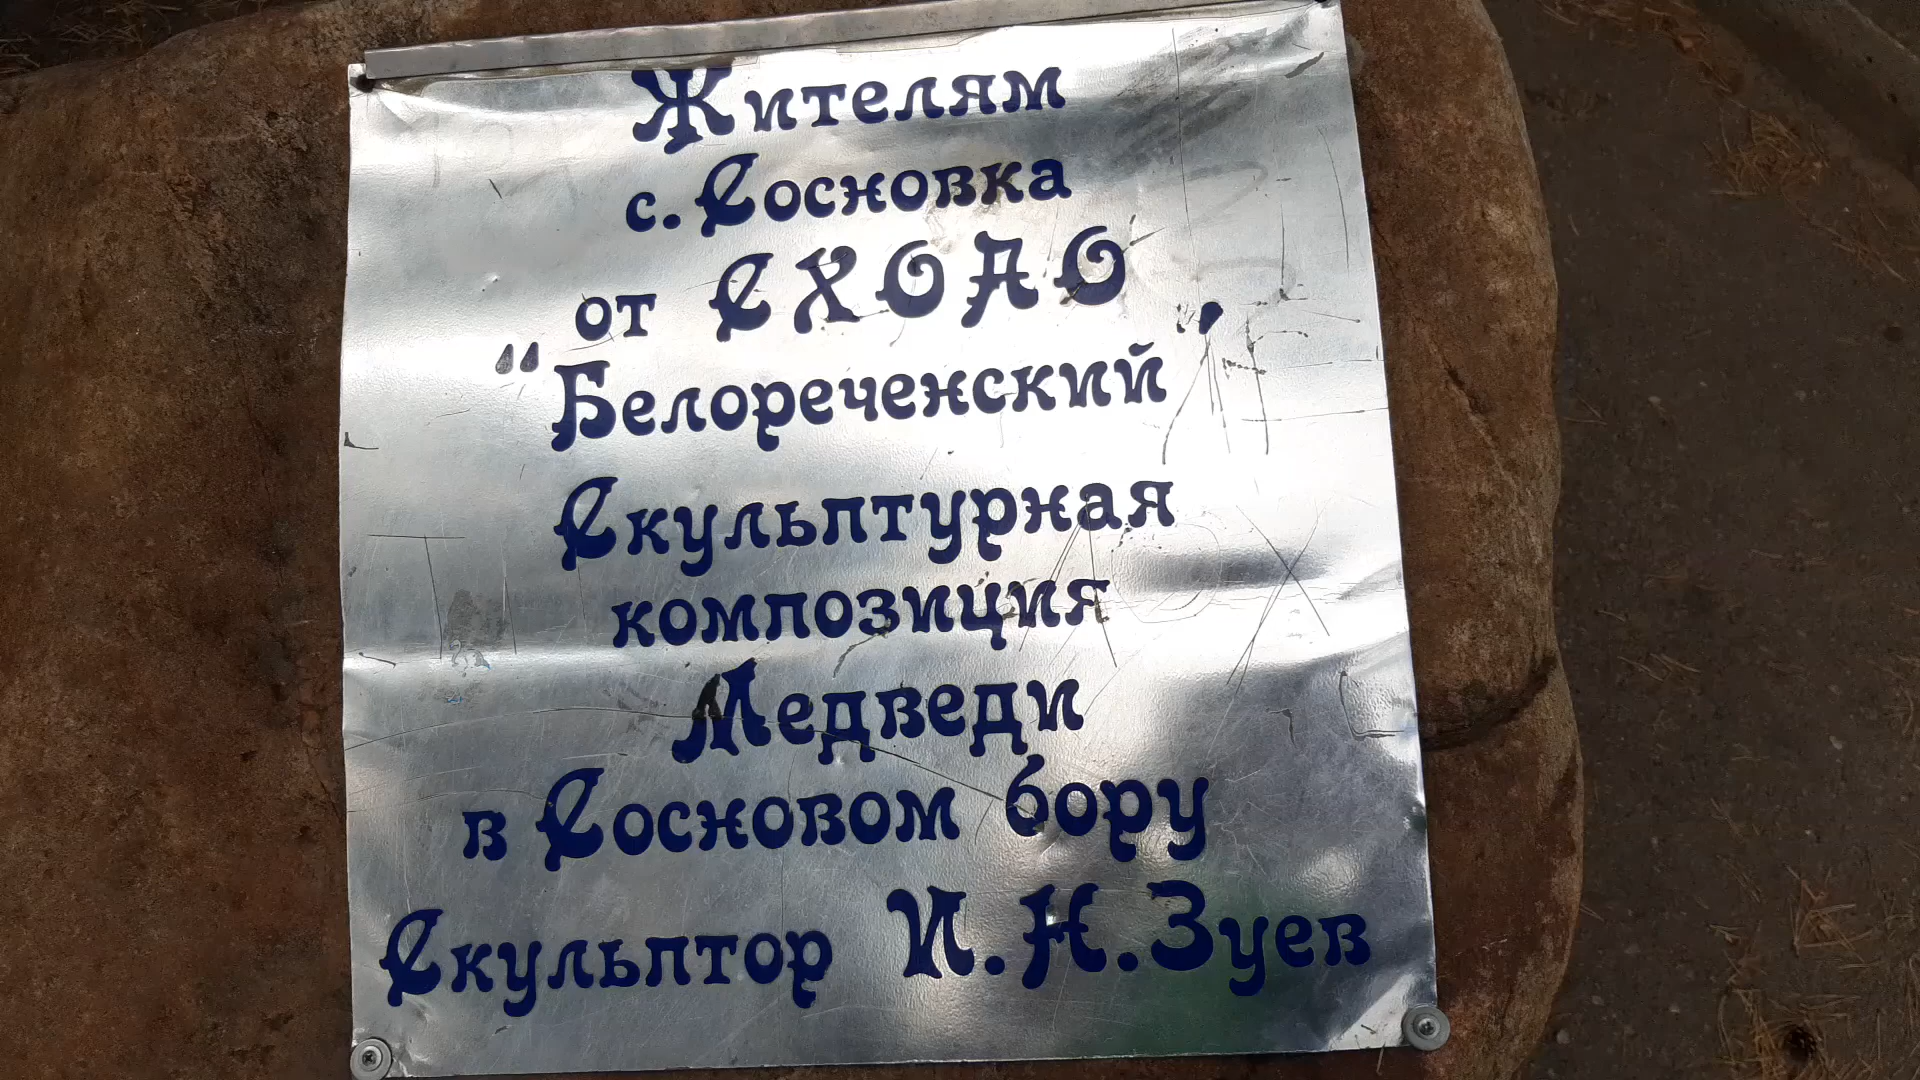 Жителям
с. Сосновка
от СХОАО
“Белореченский”
Скульптурная
композиция
Медведи
в Сосновом бору
Скульптор И.Н.Зуев